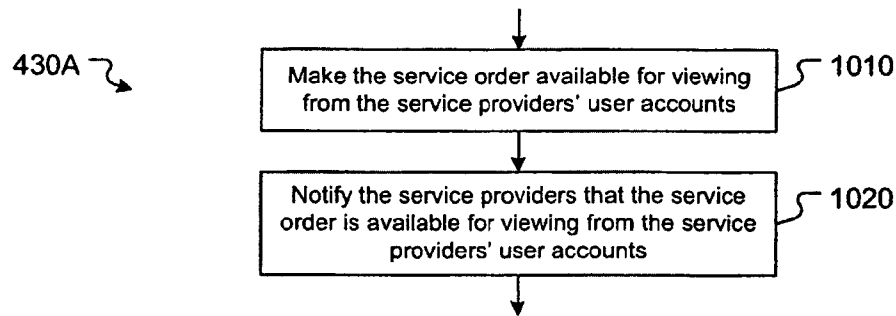 430A
Make the service order available for viewing
from the service providers' user accounts
1010
Notify the service providers that the service
order is available for viewing from the service
providers' user accounts
1020